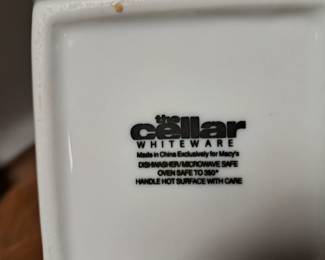 the
cellar
WHITEWARE
Made in China Exclusively for Macy's
DISHWASHER/MICROWAVE SAFE
OVEN SAFE TO 350°
HANDLE HOT SURFACE WITH CARE